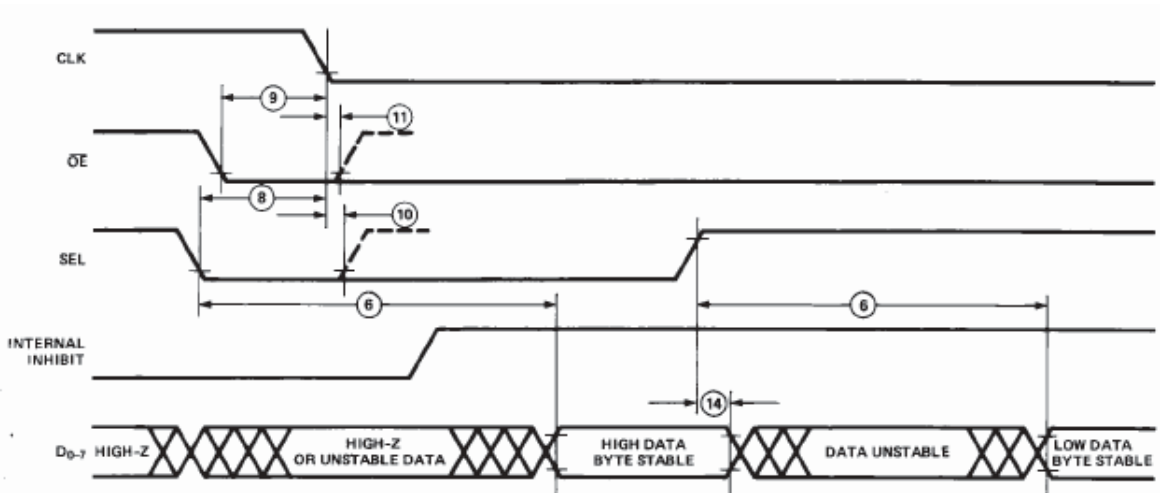 CLK
9
11
OE
8
10
SEL
6
6
INTERNAL
INHIBIT
14
D0-7 HIGH-Z
HIGH-Z
OR UNSTABLE DATA
HIGH DATA
BYTE STABLE
DATA UNSTABLE
LOW DATA
BYTE STABLE